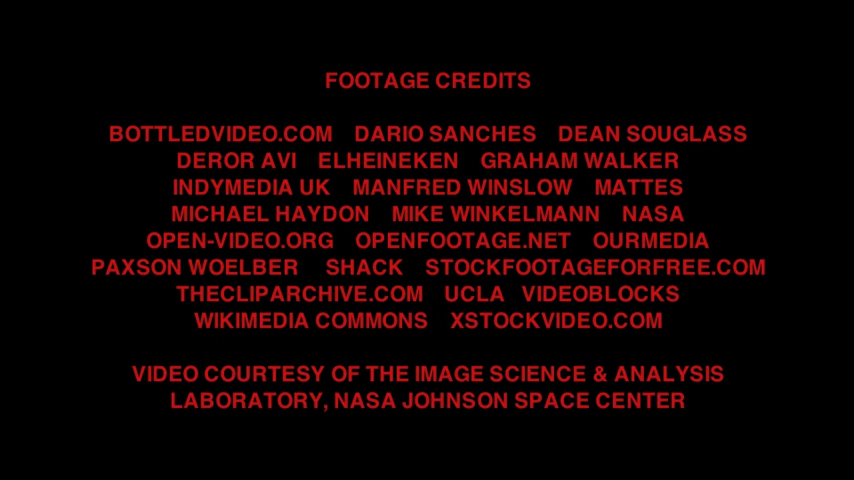 FOOTAGE CREDITS
BOTTLEDVIDEO.COM DARIO SANCHES DEAN SOUGLASS
DEROR AVI ELHEINEKEN GRAHAM WALKER
INDYMEDIA UK MANFRED WINSLOW MATTES
MICHAEL HAYDON MIKE WINKELMANN NASA
OPEN-VIDEO.ORG OPENFOOTAGE.NET OURMEDIA
PAXSON WOELBER SHACK STOCKFOOTAGEFORFREE.COM
THECLIPARCHIVE.COM UCLA VIDEOBLOCKS
WIKIMEDIA COMMONS XSTOCKVIDEO.COM
VIDEO COURTESY OF THE IMAGE SCIENCE & ANALYSIS
LABORATORY, NASA JOHNSON SPACE CENTER